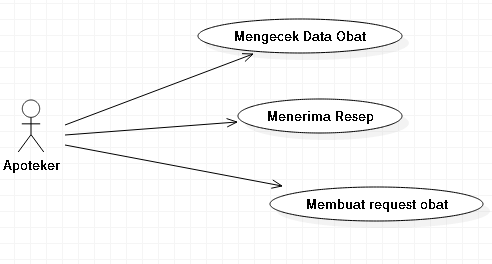 Mengecek Data Obat
Menerima Resep
Apoteker
Membuat request obat